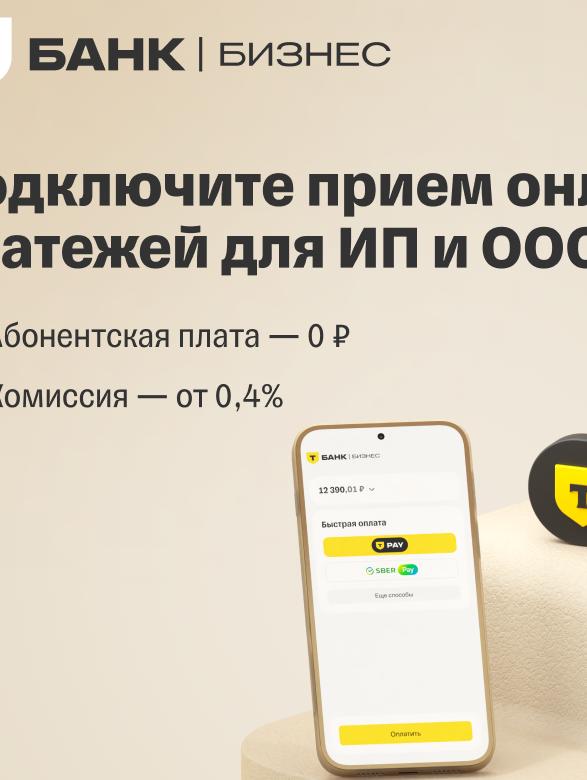 БАНК | БИЗНЕС
одключите прием онл
атежей для ИП и ООО
Абонентская плата — 0 ₽
Комиссия — от 0,4%
Т БАНК | БИЗНЕС
12 390,01 ₽
Быстрая оплата
Т PAY
SBER Pay
Еще способы
Оплатить
Т